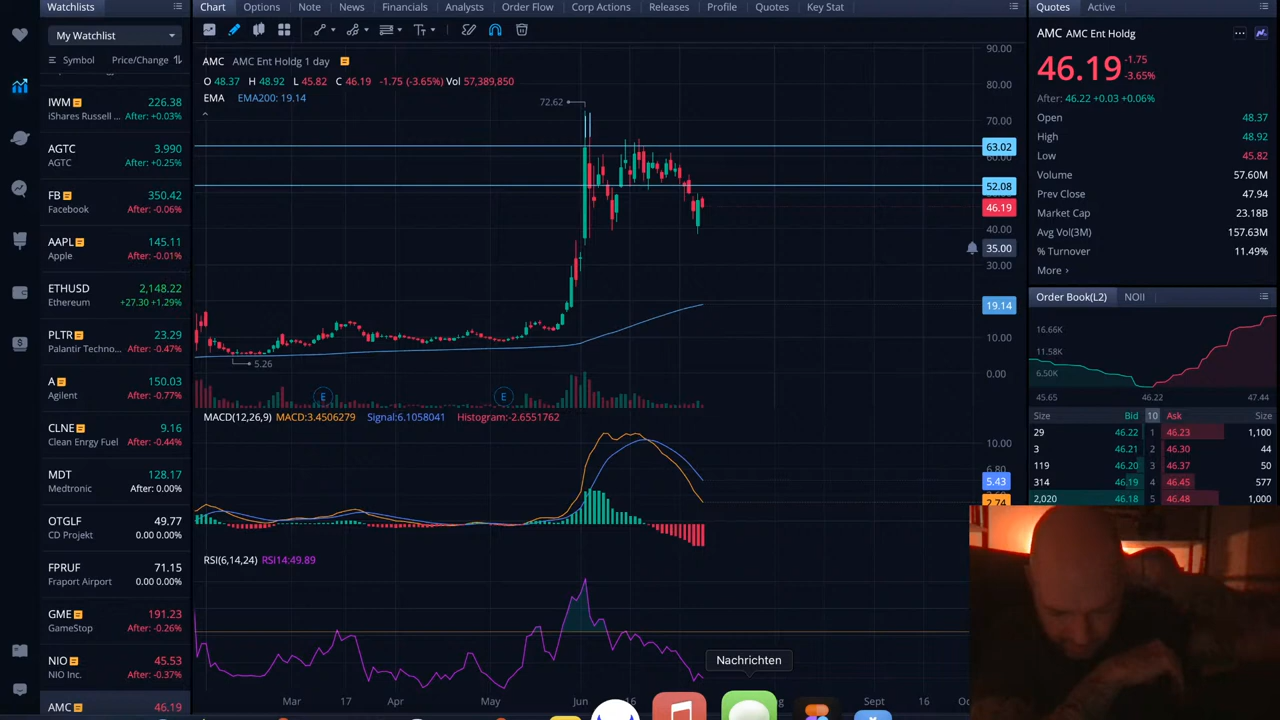 Watchlists
My Watchlist
Symbol Price/Change
IWM 226.38
iShares Russell ... After: +0.03%
AGTC 3.990
AGTC After: +0.25%
FB 350.42
Facebook After: -0.06%
AAPL 145.11
Apple After: -0.01%
ETHUSD 2,148.22
Ethereum +27.30 +1.29%
PLTR 23.29
Palantir Techno... After: -0.47%
A 150.03
Agilent After: -0.77%
CLNE 9.16
Clean Enrgy Fuel After: -0.44%
MDT 128.17
Medtronic After: 0.00%
OTGLF 49.77
CD Projekt 0.00 0.00%
FPRUF 71.15
Fraport Airport 0.00 0.00%
GME 191.23
GameStop After: -0.26%
NIO 45.53
NIO Inc. After: -0.37%
AMC 46.19
Chart Options Note News Financials Analysts Order Flow Corp Actions Releases Profile Quotes Key Stat
AMC AMC Ent Holdg 1 day
O 48.37 H 48.92 L 45.82 C 46.19 -1.75 (-3.65%) Vol 57,389,850
EMA EMA200: 19.14
72.62
5.26
90.00
80.00
70.00
63.02
60.00
52.08
46.19
40.00
35.00
30.00
19.14
10.00
0.00
E E
MACD(12,26,9) MACD:3.4506279 Signal:6.1058041 Histogram:-2.6551762
10.00
6.80
5.43
2.74
RSI(6,14,24) RSI14:49.89
Nachrichten
Mar 17 Apr May Jun 16 Aug 16 Sept 16
Quotes Active
AMC AMC Ent Holdg
46.19 -1.75
-3.65%
After: 46.22 +0.03 +0.06%
Open 48.37
High 48.92
Low 45.82
Volume 57.60M
Prev Close 47.94
Market Cap 23.18B
Avg Vol(3M) 157.63M
% Turnover 11.49%
More ›
Order Book(L2) NOII
16.66K
11.58K
6.50K
45.65 46.22 47.44
Size Bid 10 Ask Size
29 46.22 1 46.23 1,100
3 46.21 2 46.30 44
119 46.20 3 46.37 50
314 46.19 4 46.45 577
2,020 46.18 5 46.48 1,000